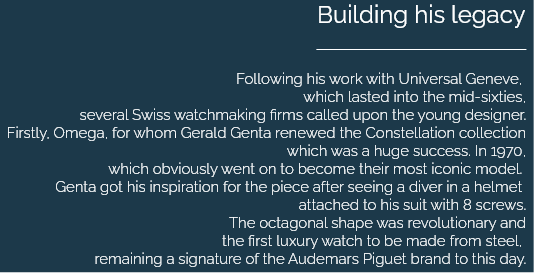 Building his legacy
Following his work with Universal Geneve,
which lasted into the mid-sixties,
several Swiss watchmaking firms called upon the young designer.
Firstly, Omega, for whom Gerald Genta renewed the Constellation collection
which was a huge success. In 1970,
which obviously went on to become their most iconic model.
Genta got his inspiration for the piece after seeing a diver in a helmet
attached to his suit with 8 screws.
The octagonal shape was revolutionary and
the first luxury watch to be made from steel,
remaining a signature of the Audemars Piguet brand to this day.